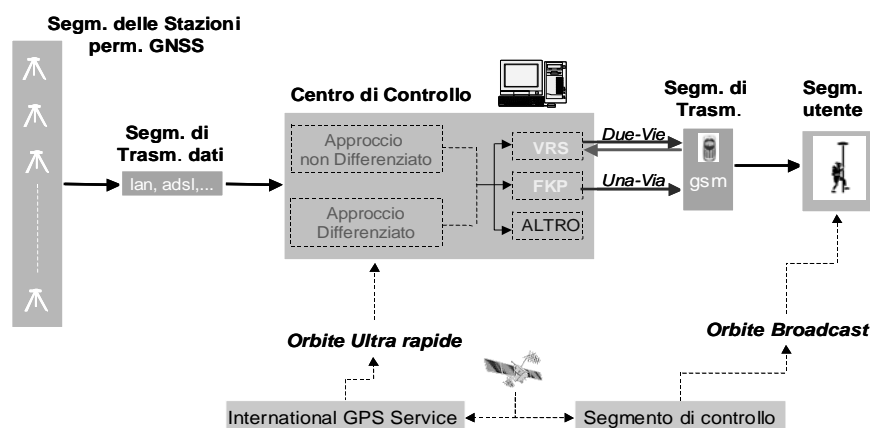 Segm. delle Stazioni
perm. GNSS
Segm. di
Trasm. dati
lan, adsl,...
Centro di Controllo
Approccio
non Differenziato
Approccio
Differenziato
VRS
FKP
ALTRO
Due-Vie
Una-Via
Segm. di
Trasm.
gsm
Segm.
utente
Orbite Ultra rapide
Orbite Broadcast
International GPS Service
Segmento di controllo